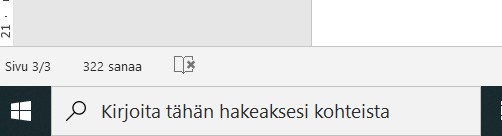 21
Sivu 3/3 322 sanaa
Kirjoita tähän hakeaksesi kohteista